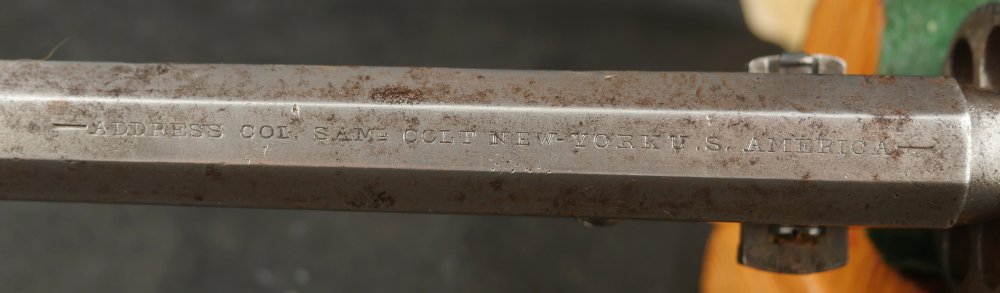 —ADDRESS COL. SAML COLT NEW-YORK U.S. AMERICA—